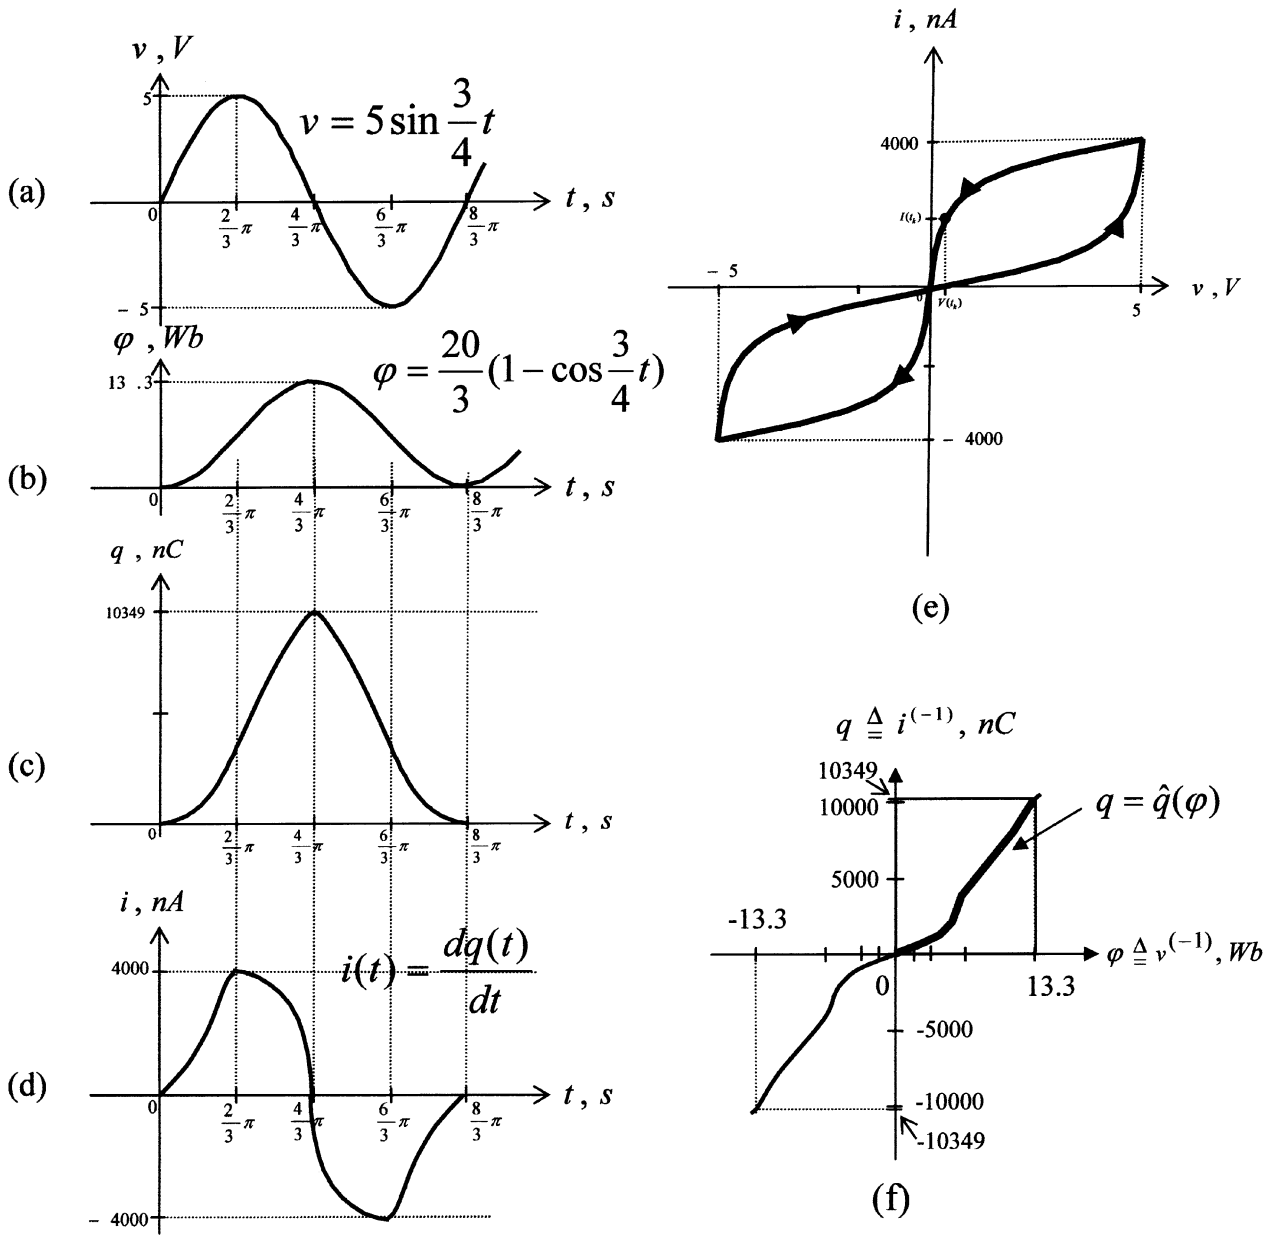 v , V
5
v = 5 sin 3/4 t
(a)
0
2/3 π
4/3 π
6/3 π
8/3 π
t , s
– 5
φ , Wb
13 .3
φ = 20/3 (1 – cos 3/4 t)
(b)
0
2/3 π
4/3 π
6/3 π
8/3 π
t , s
q , nC
10349
(c)
0
2/3 π
4/3 π
6/3 π
8/3 π
t , s
i , nA
4000
i(t) = dq(t)/dt
(d)
0
2/3 π
4/3 π
6/3 π
8/3 π
t , s
– 4000
i , nA
4000
I(t_k)
– 5
0
V(t_k)
5
v , V
– 4000
(e)
q ≜ i^(−1) , nC
10349
10000
q = q̂(φ)
5000
-13.3
φ ≜ v^(−1) , Wb
0
13.3
-5000
-10000
-10349
(f)